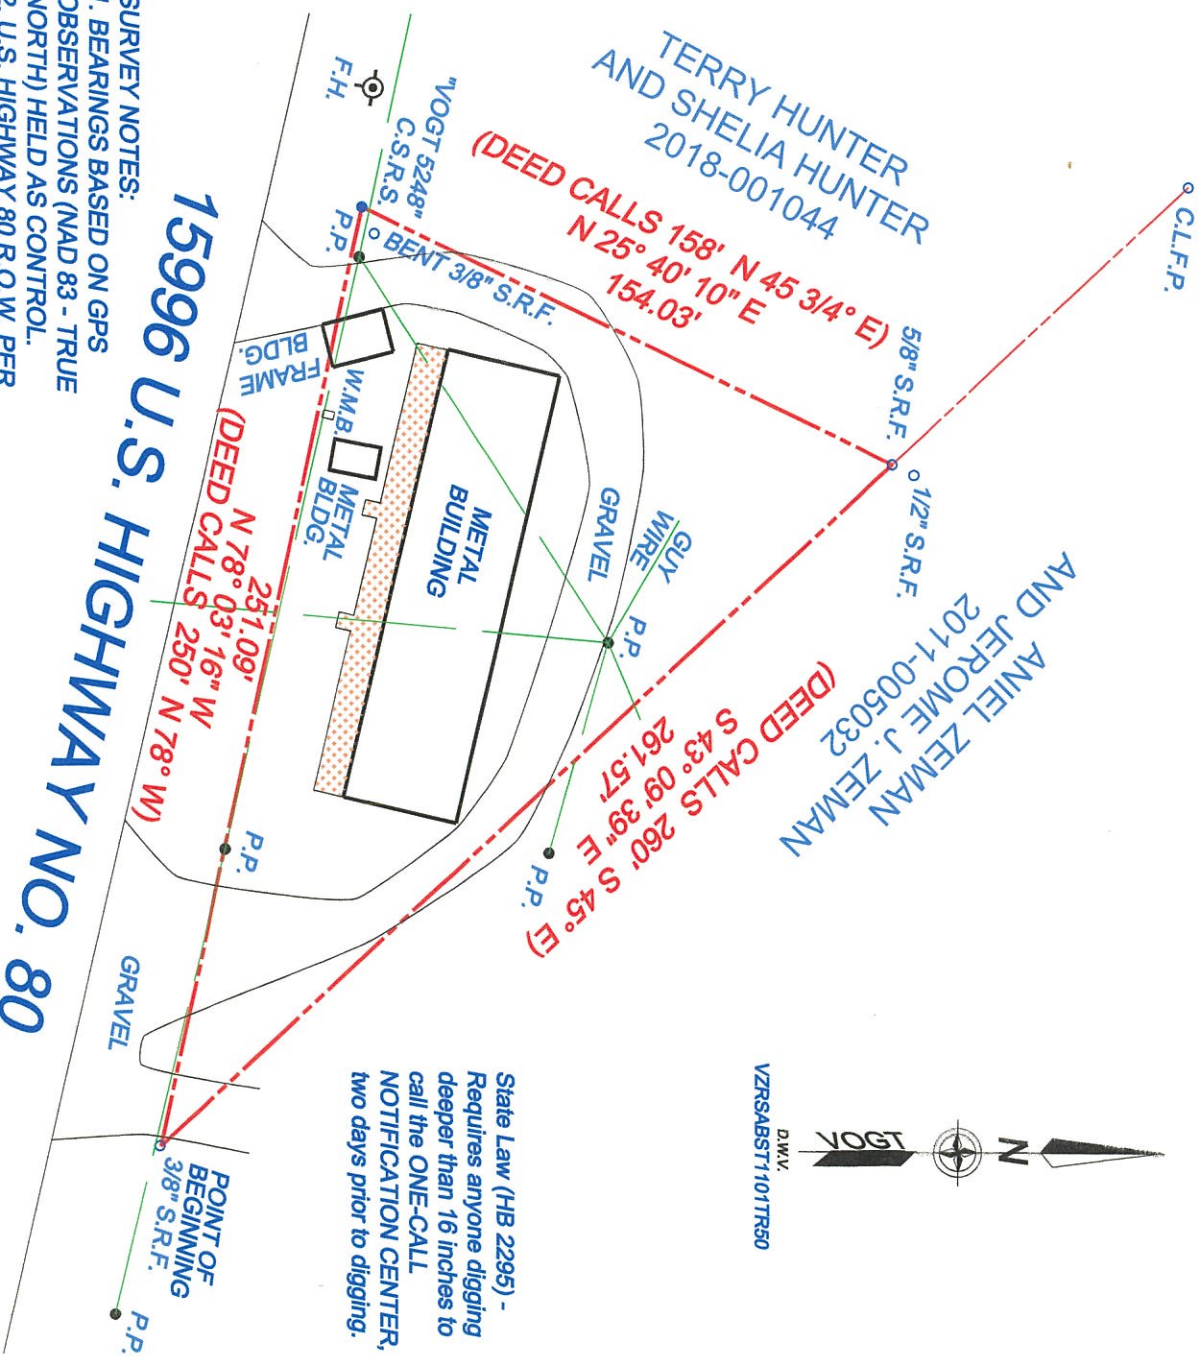 C.L.F.P.
TERRY HUNTER
AND SHELIA HUNTER
2018-001044
(DEED CALLS 158' N 45 3/4° E)
N 25° 40' 10" E
154.03'
5/8" S.R.F.
1/2" S.R.F.
F.H.
"VOGT 5248"
C.S.R.S.
P.P.
BENT 3/8" S.R.F.
FRAME
BLDG.
W.M.B.
METAL
BLDG.
METAL
BUILDING
GRAVEL
GUY
WIRE
P.P.
P.P.
ANIEL ZEMAN
AND JEROME J. ZEMAN
2011-005032
(DEED CALLS 260' S 45° E)
S 43° 09' 39" E
261.57'
251.09'
N 78° 03' 16" W
(DEED CALLS 250' N 78° W)
P.P.
GRAVEL
15996 U.S. HIGHWAY NO. 80
POINT OF
BEGINNING
3/8" S.R.F.
P.P.
SURVEY NOTES:
1. BEARINGS BASED ON GPS
OBSERVATIONS (NAD 83 - TRUE
NORTH) HELD AS CONTROL.
2. U.S. HIGHWAY 80 R.O.W. PER
State Law (HB 2295) -
Requires anyone digging
deeper than 16 inches to
call the ONE-CALL
NOTIFICATION CENTER,
two days prior to digging.
N
VOGT
D.W.V.
VZRSABST1101TR50